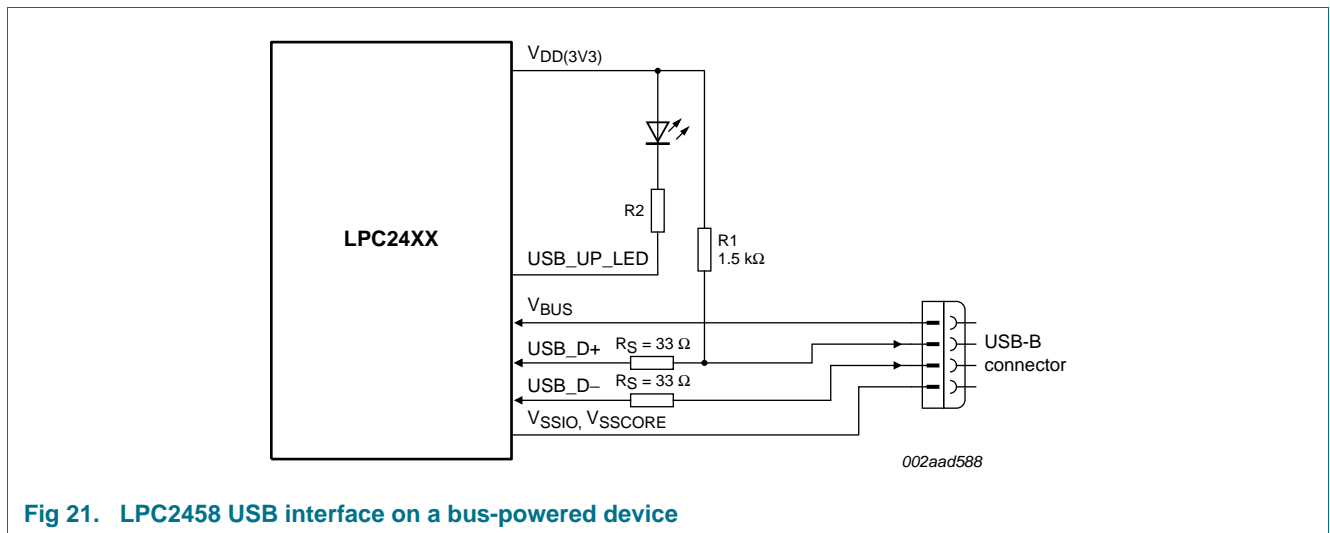 VDD(3V3)
R2
LPC24XX
R1
1.5 kΩ
USB_UP_LED
VBUS
USB_D+
RS = 33 Ω
USB-B
connector
USB_D−
RS = 33 Ω
VSSIO, VSSCORE
002aad588
Fig 21. LPC2458 USB interface on a bus-powered device